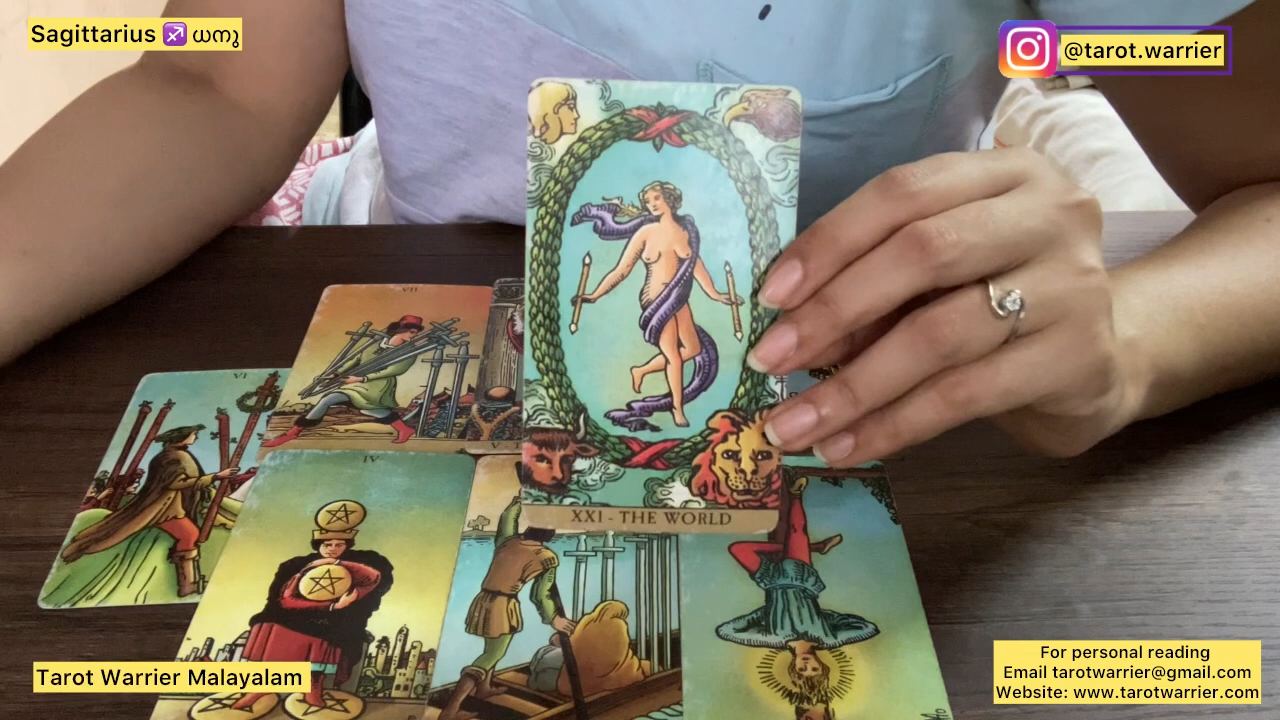 Sagittarius ♐ ധനു
@tarot.warrier
VII
VI
IV
XXI - THE WORLD
Tarot Warrier Malayalam
For personal reading
Email tarotwarrier@gmail.com
Website: www.tarotwarrier.com